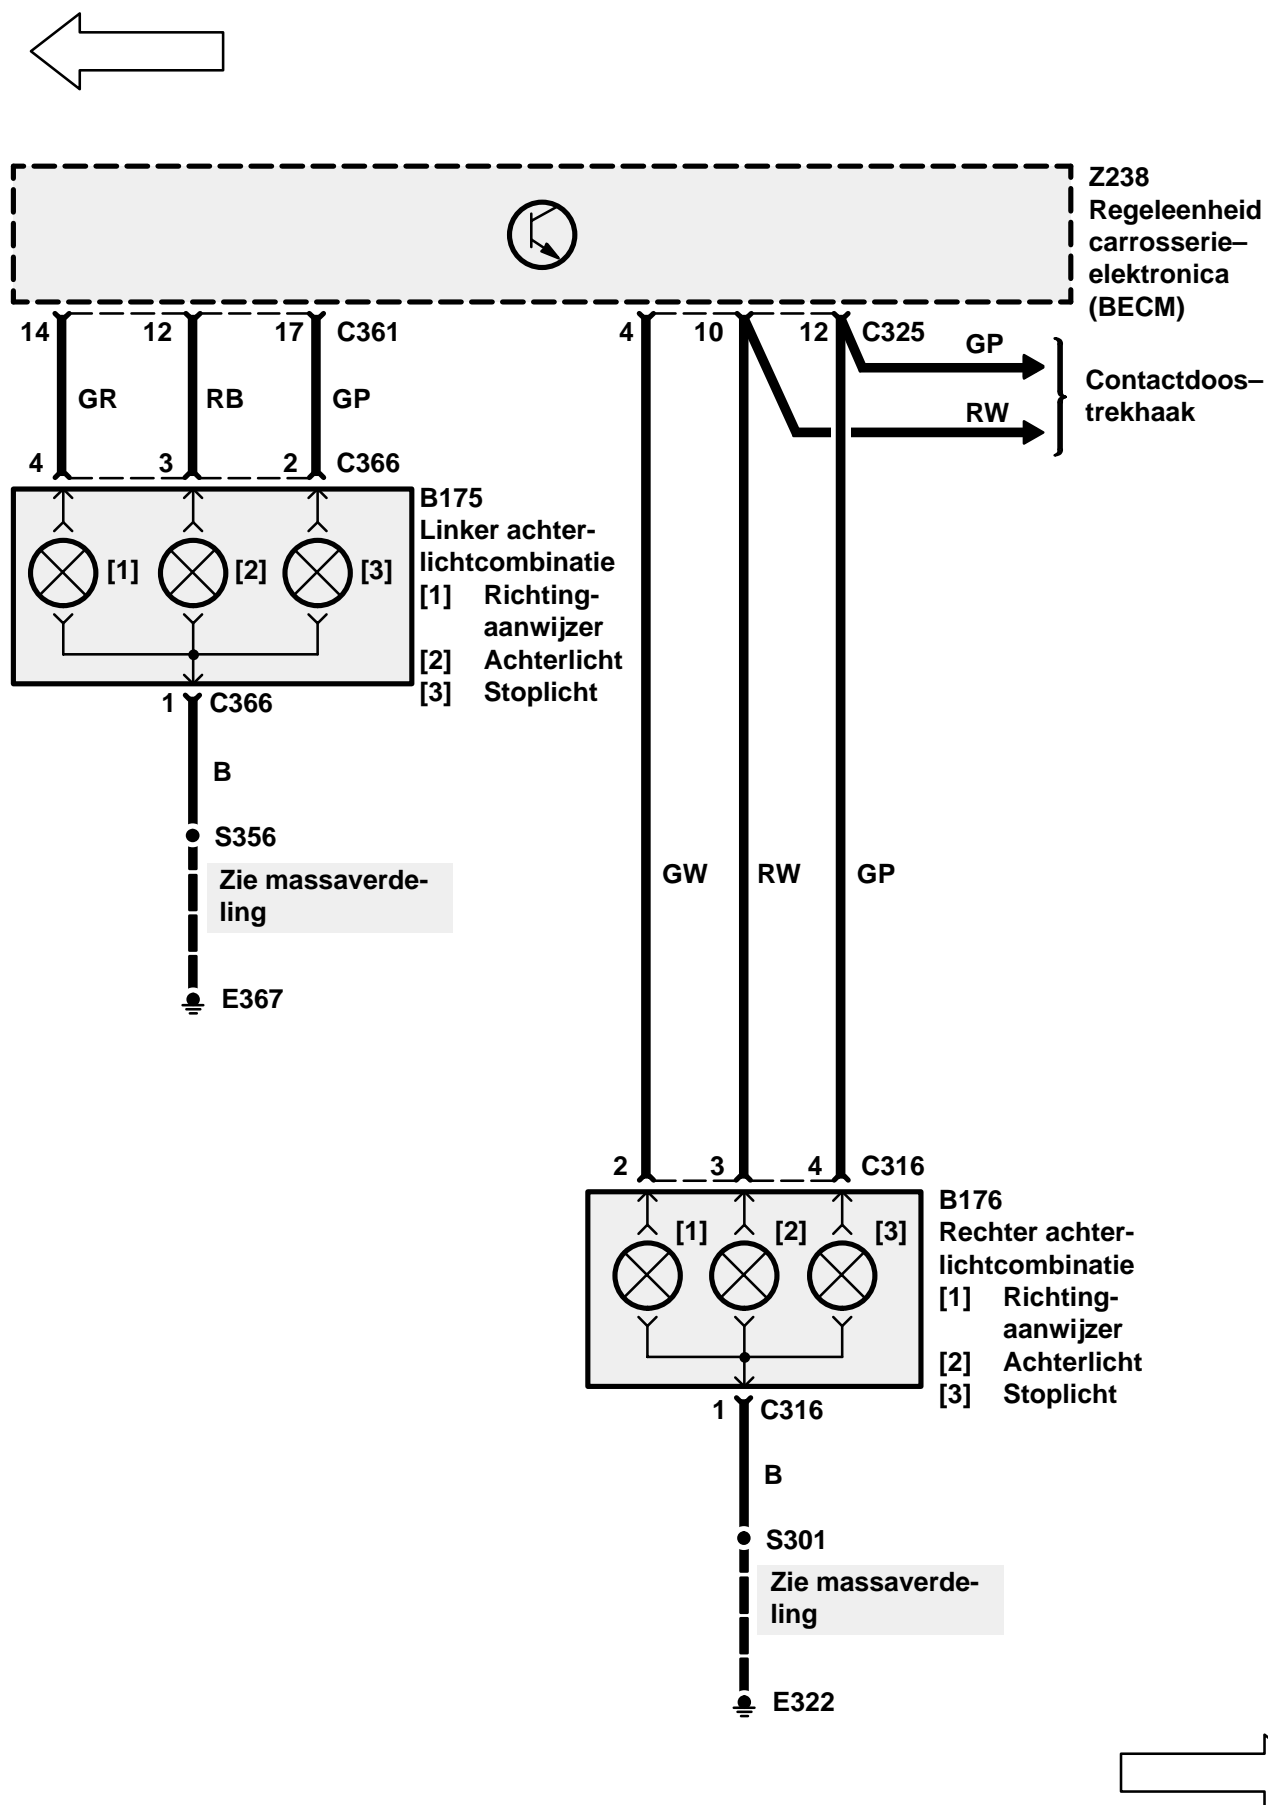 Z238
Regeleenheid
carrosserie–
elektronica
(BECM)
14 12 17 C361
4 10 12 C325
GP
Contactdoos–
trekhaak
RW
GR RB GP
4 3 2 C366
B175
Linker achter-
lichtcombinatie
[1] Richting-
aanwijzer
[2] Achterlicht
[3] Stoplicht
[1] [2] [3]
1 C366
B
S356
Zie massaverde-
ling
E367
GW RW GP
2 3 4 C316
B176
Rechter achter-
lichtcombinatie
[1] Richting-
aanwijzer
[2] Achterlicht
[3] Stoplicht
[1] [2] [3]
1 C316
B
S301
Zie massaverde-
ling
E322